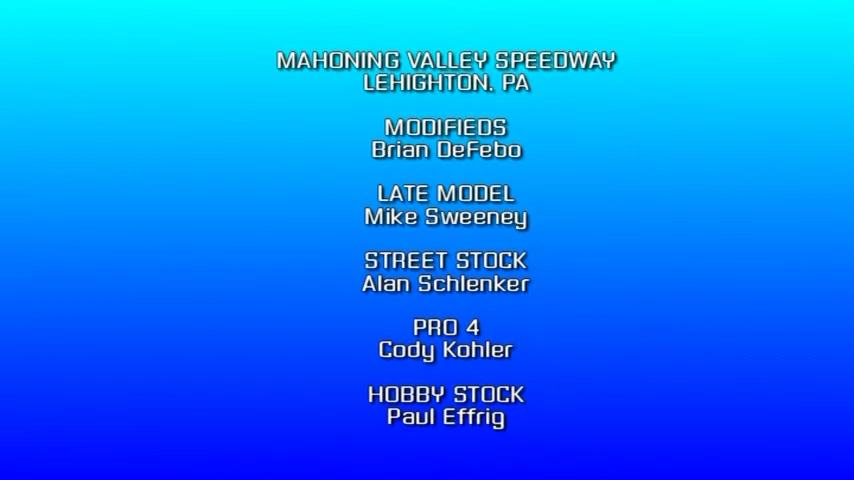 MAHONING VALLEY SPEEDWAY
LEHIGHTON, PA
MODIFIEDS
Brian DeFebo
LATE MODEL
Mike Sweeney
STREET STOCK
Alan Schlenker
PRO 4
Cody Kohler
HOBBY STOCK
Paul Effrig